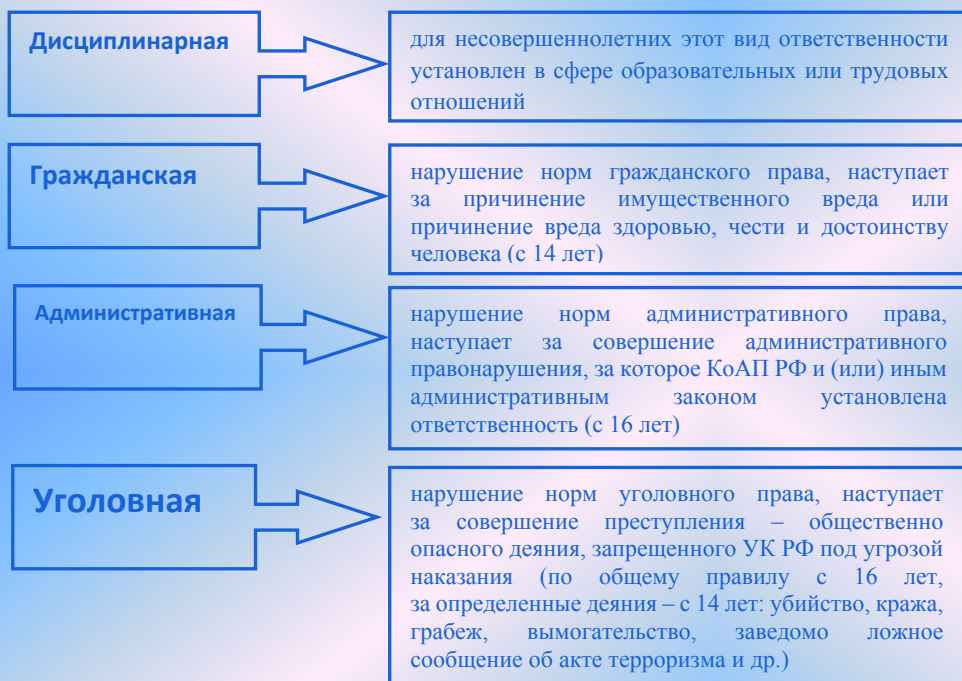 Дисциплинарная
для несовершеннолетних этот вид ответственности
установлен в сфере образовательных или трудовых
отношений
Гражданская
нарушение норм гражданского права, наступает
за причинение имущественного вреда или
причинение вреда здоровью, чести и достоинству
человека (с 14 лет)
Административная
нарушение норм административного права,
наступает за совершение административного
правонарушения, за которое КоАП РФ и (или) иным
административным законом установлена
ответственность (с 16 лет)
Уголовная
нарушение норм уголовного права, наступает
за совершение преступления – общественно
опасного деяния, запрещенного УК РФ под угрозой
наказания (по общему правилу с 16 лет,
за определенные деяния – с 14 лет: убийство, кража,
грабеж, вымогательство, заведомо ложное
сообщение об акте терроризма и др.)